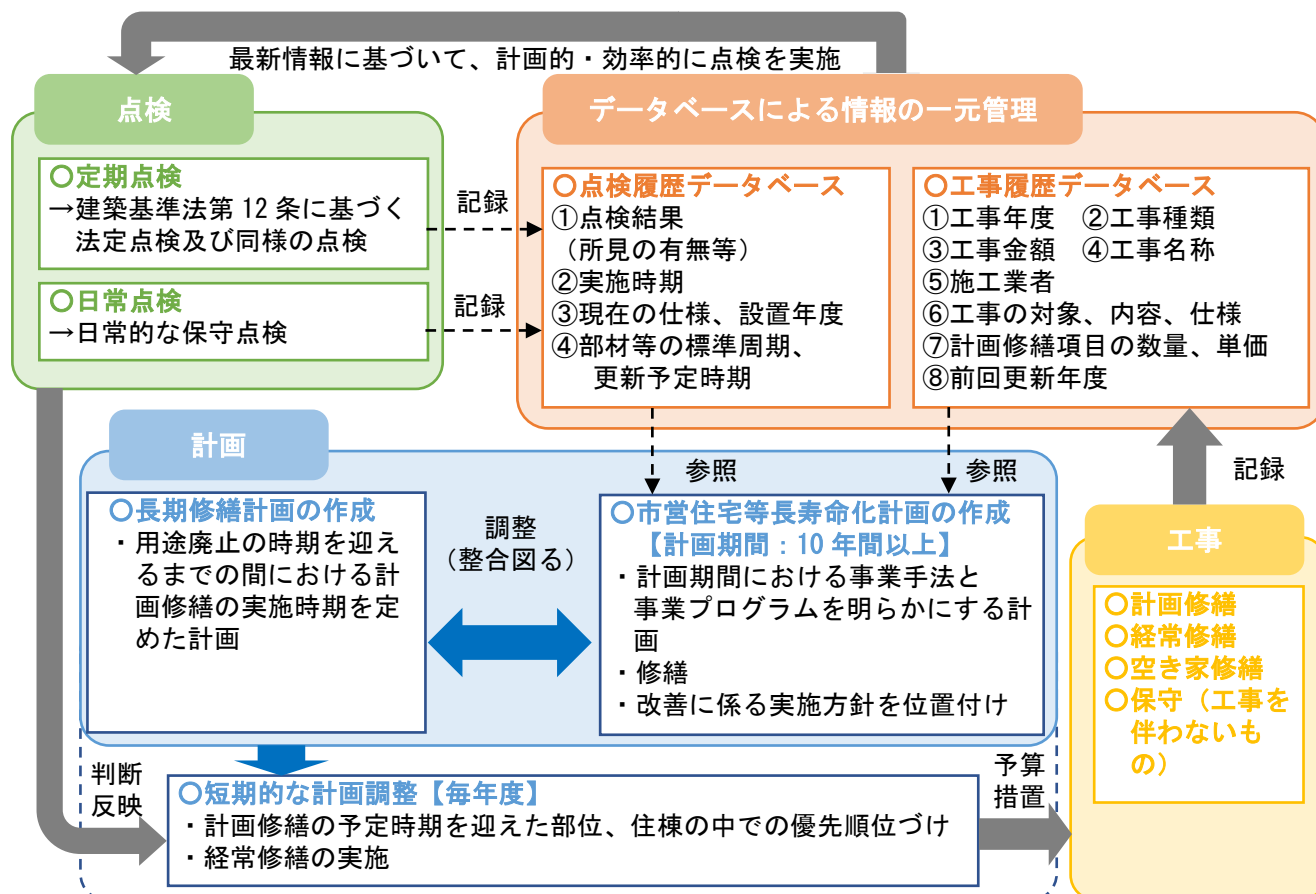 最新情報に基づいて、計画的・効率的に点検を実施
点検
〇定期点検
→建築基準法第 12 条に基づく
法定点検及び同様の点検
〇日常点検
→日常的な保守点検
記録
記録
データベースによる情報の一元管理
〇点検履歴データベース
①点検結果
（所見の有無等）
②実施時期
③現在の仕様、設置年度
④部材等の標準周期、
更新予定時期
〇工事履歴データベース
①工事年度　②工事種類
③工事金額　④工事名称
⑤施工業者
⑥工事の対象、内容、仕様
⑦計画修繕項目の数量、単価
⑧前回更新年度
参照
参照
記録
計画
〇長期修繕計画の作成
・用途廃止の時期を迎え
るまでの間における計
画修繕の実施時期を定
めた計画
調整
（整合図る）
〇市営住宅等長寿命化計画の作成
【計画期間：10 年間以上】
・計画期間における事業手法と
事業プログラムを明らかにする計
画
・修繕
・改善に係る実施方針を位置付け
工事
〇計画修繕
〇経常修繕
〇空き家修繕
〇保守（工事を
伴わないも
の）
判断
反映
〇短期的な計画調整【毎年度】
・計画修繕の予定時期を迎えた部位、住棟の中での優先順位づけ
・経常修繕の実施
予算
措置